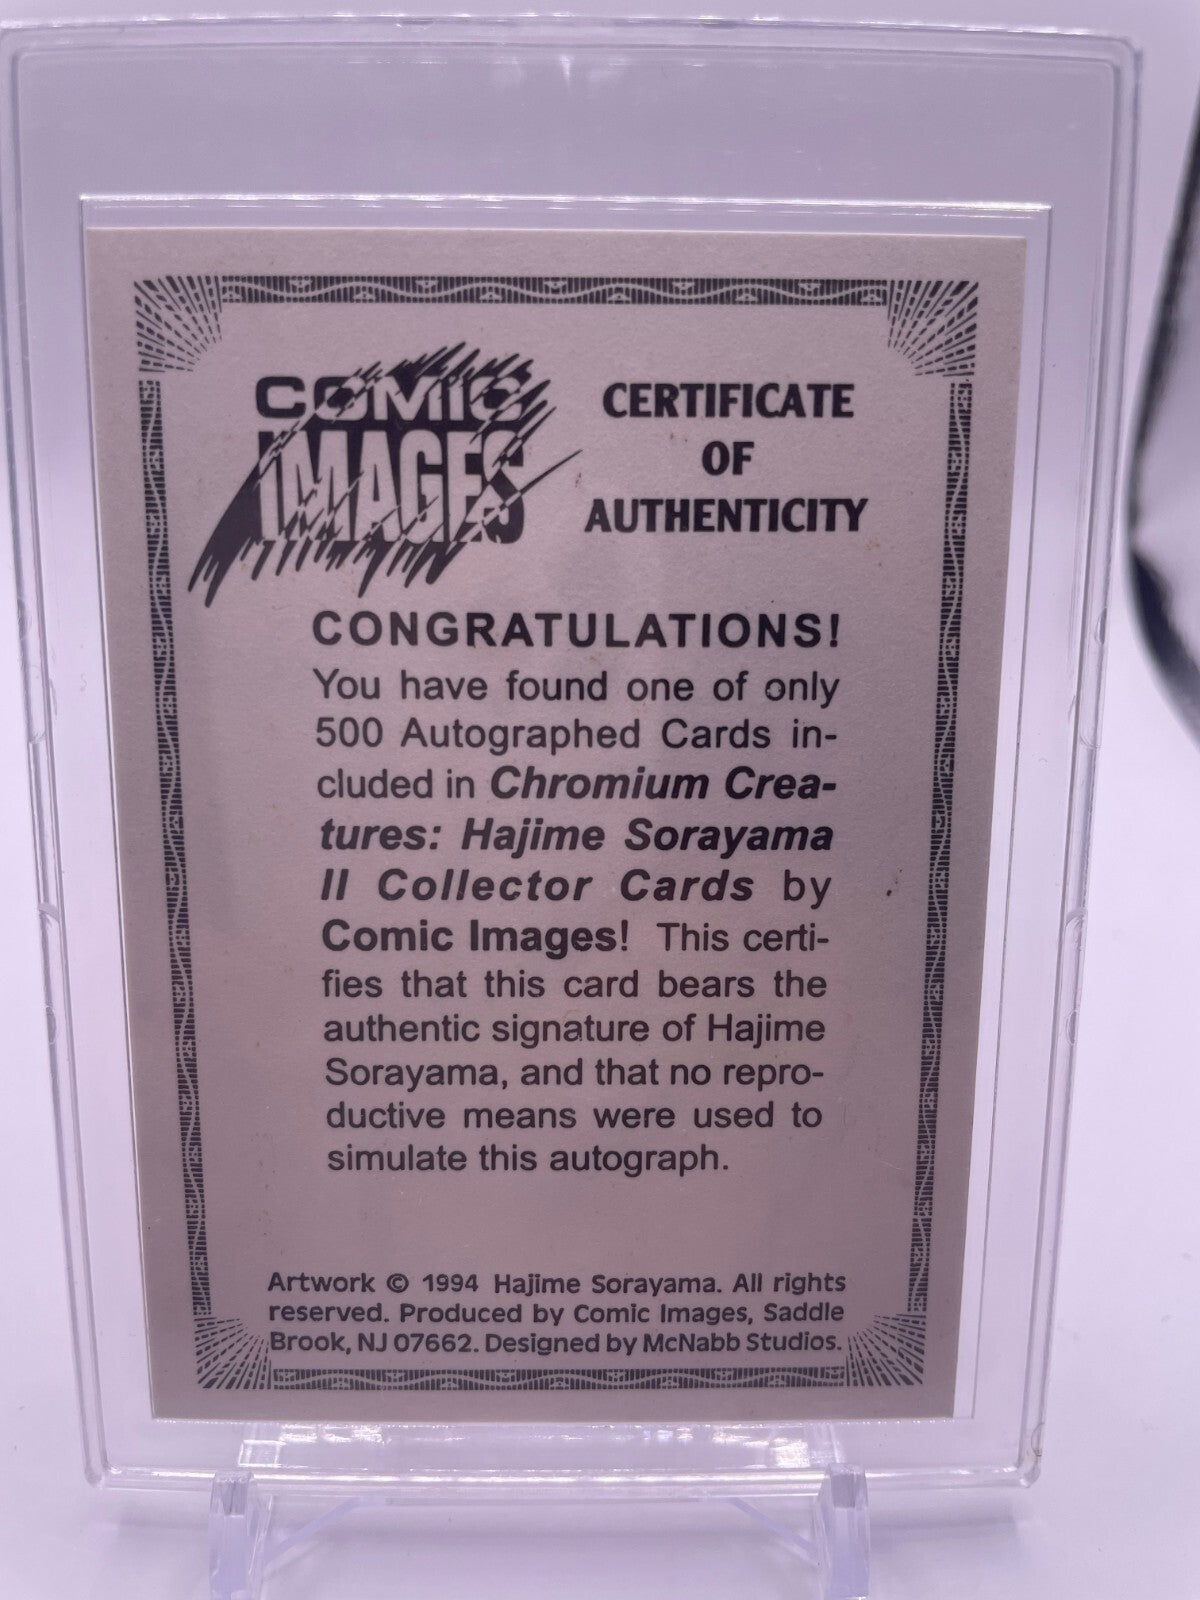 COMIC
IMAGES
CERTIFICATE
OF
AUTHENTICITY
CONGRATULATIONS!
You have found one of only
500 Autographed Cards in-
cluded in Chromium Crea-
tures: Hajime Sorayama
II Collector Cards by
Comic Images! This certi-
fies that this card bears the
authentic signature of Hajime
Sorayama, and that no repro-
ductive means were used to
simulate this autograph.
Artwork © 1994 Hajime Sorayama. All rights
reserved. Produced by Comic Images, Saddle
Brook, NJ 07662. Designed by McNabb Studios.